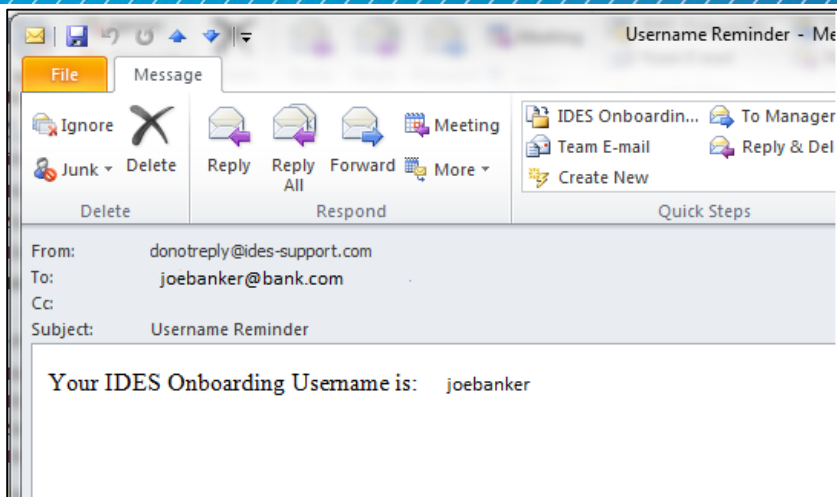 Username Reminder - Me
File Message
Ignore Delete Reply Reply All Forward Meeting IDES Onboardin... To Manager
Junk More Team E-mail Reply & Del
Create New
Delete Respond Quick Steps
From: donotreply@ides-support.com
To: joebanker@bank.com
Cc:
Subject: Username Reminder
Your IDES Onboarding Username is: joebanker